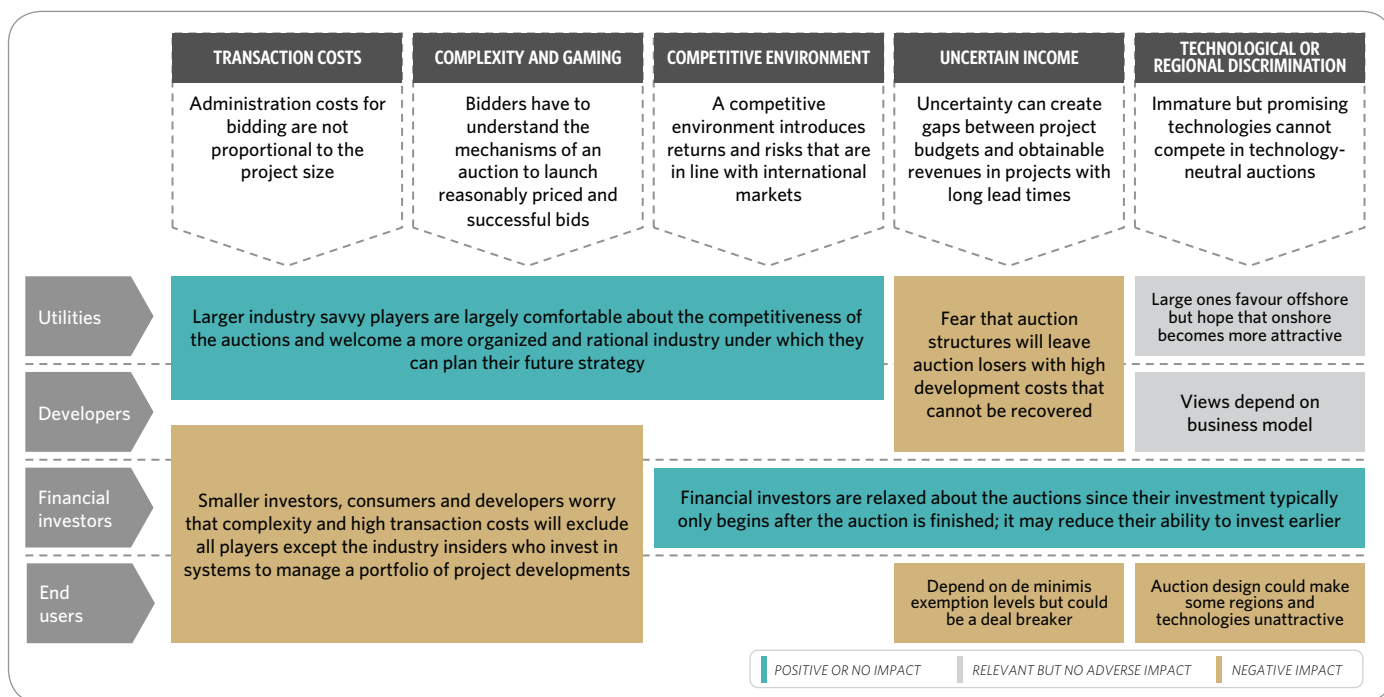 TRANSACTION COSTS
Administration costs for
bidding are not
proportional to the
project size
COMPLEXITY AND GAMING
Bidders have to
understand the
mechanisms of an
auction to launch
reasonably priced and
successful bids
COMPETITIVE ENVIRONMENT
A competitive
environment introduces
returns and risks that are
in line with international
markets
UNCERTAIN INCOME
Uncertainty can create
gaps between project
budgets and obtainable
revenues in projects with
long lead times
TECHNOLOGICAL OR
REGIONAL DISCRIMINATION
Immature but promising
technologies cannot
compete in technology-
neutral auctions
Utilities
Larger industry savvy players are largely comfortable about the competitiveness of
the auctions and welcome a more organized and rational industry under which they
can plan their future strategy
Fear that auction
structures will leave
auction losers with high
development costs that
cannot be recovered
Large ones favour offshore
but hope that onshore
becomes more attractive
Developers
Views depend on
business model
Financial
investors
Smaller investors, consumers and developers worry
that complexity and high transaction costs will exclude
all players except the industry insiders who invest in
systems to manage a portfolio of project developments
Financial investors are relaxed about the auctions since their investment typically
only begins after the auction is finished; it may reduce their ability to invest earlier
End
users
Depend on de minimis
exemption levels but could
be a deal breaker
Auction design could make
some regions and
technologies unattractive
POSITIVE OR NO IMPACT
RELEVANT BUT NO ADVERSE IMPACT
NEGATIVE IMPACT